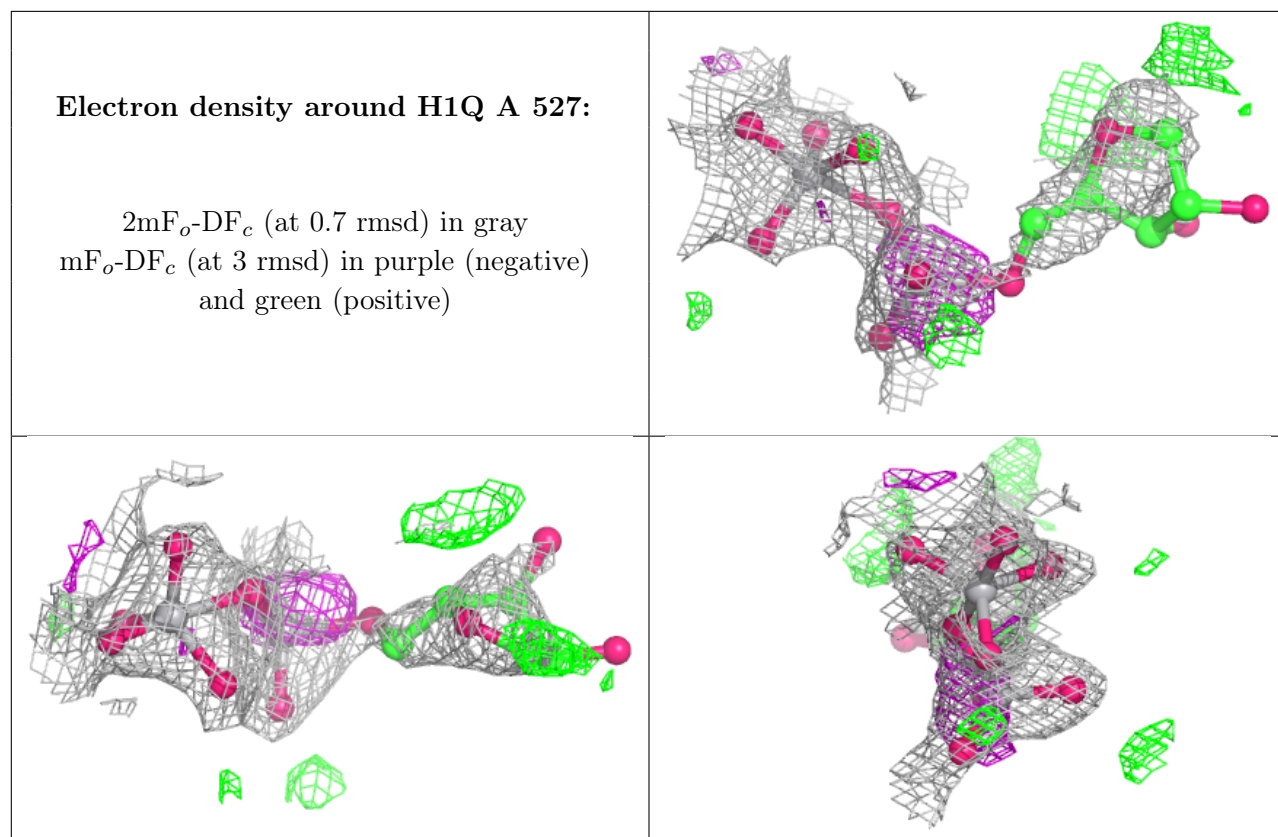 Electron density around H1Q A 527:
2mFₒ-DF𝒸 (at 0.7 rmsd) in gray
mFₒ-DF𝒸 (at 3 rmsd) in purple (negative)
and green (positive)